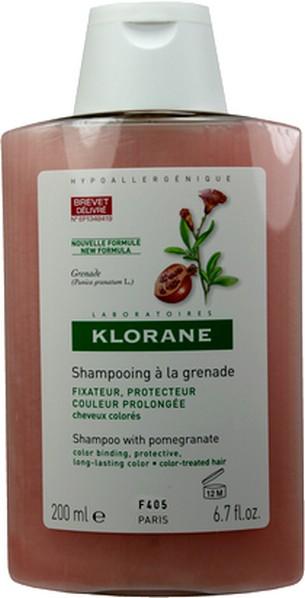 HYPOALLERGÉNIQUE
BREVET
DÉLIVRÉ
N° EP1348419
NOUVELLE FORMULE
NEW FORMULA
Grenade
(Punica granatum L.)
LABORATOIRES
KLORANE
Shampooing à la grenade
FIXATEUR, PROTECTEUR
COULEUR PROLONGÉE
cheveux colorés
Shampoo with pomegranate
color binding, protective,
long-lasting color • color-treated hair
12 M
200 ml e F405 6.7 fl.oz.
PARIS